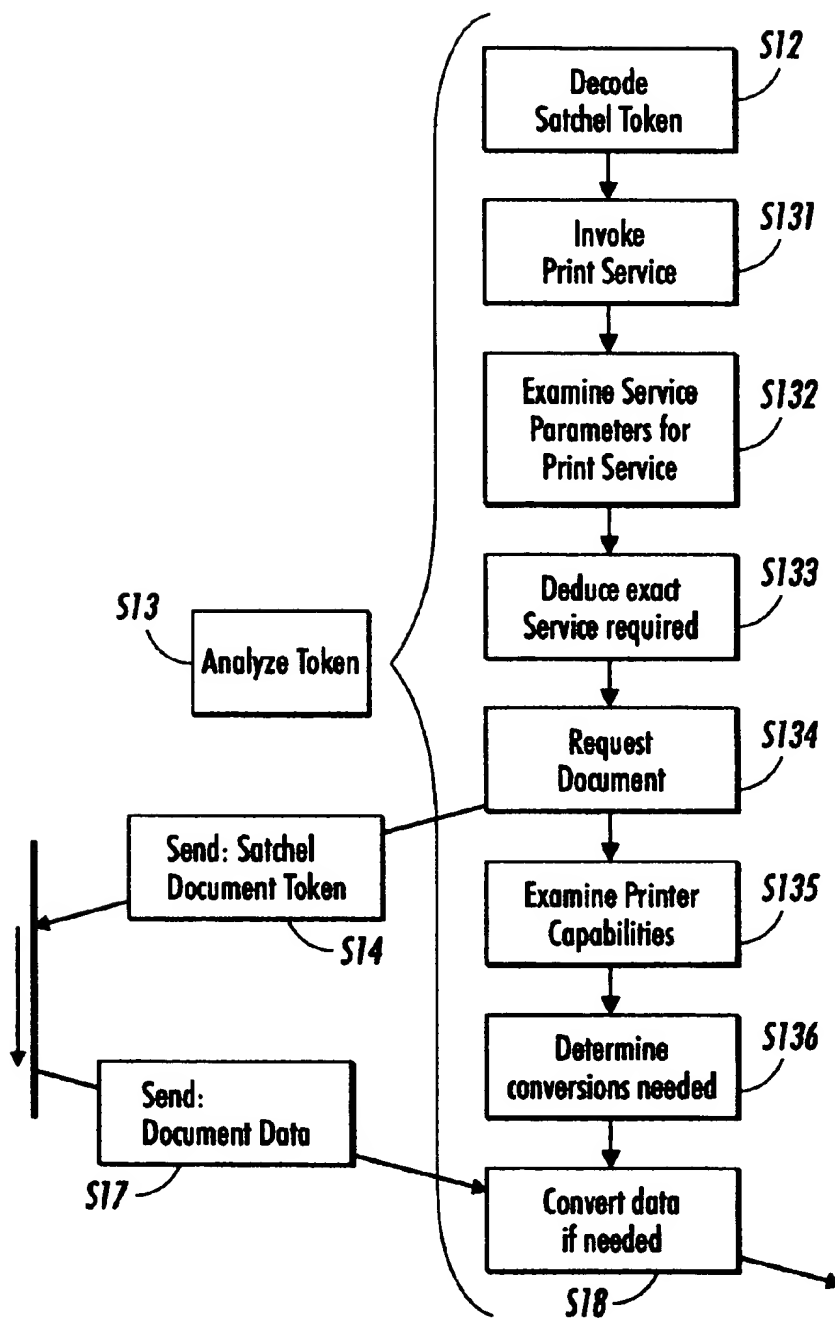 S12
Decode
Satchel Token
S131
Invoke
Print Service
S132
Examine Service
Parameters for
Print Service
S133
Deduce exact
Service required
S13
Analyze Token
S134
Request
Document
Send: Satchel
Document Token
S14
S135
Examine Printer
Capabilities
S136
Determine
conversions needed
Send:
Document Data
S17
Convert data
if needed
S18